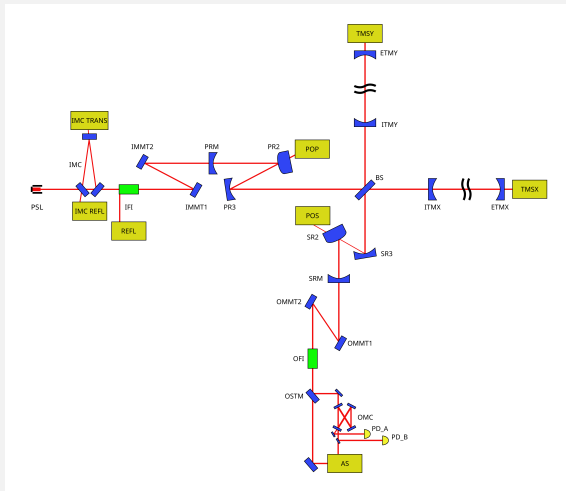 TMSY
ETMY
IMC TRANS
ITMY
IMMT2
PRM
PR2
POP
IMC
BS
TMSX
PSL
IMC REFL
IFI
IMMT1
PR3
ITMX
ETMX
REFL
POS
SR2
SR3
SRM
OMMT2
OMMT1
OFI
OSTM
OMC
PD_A
PD_B
AS